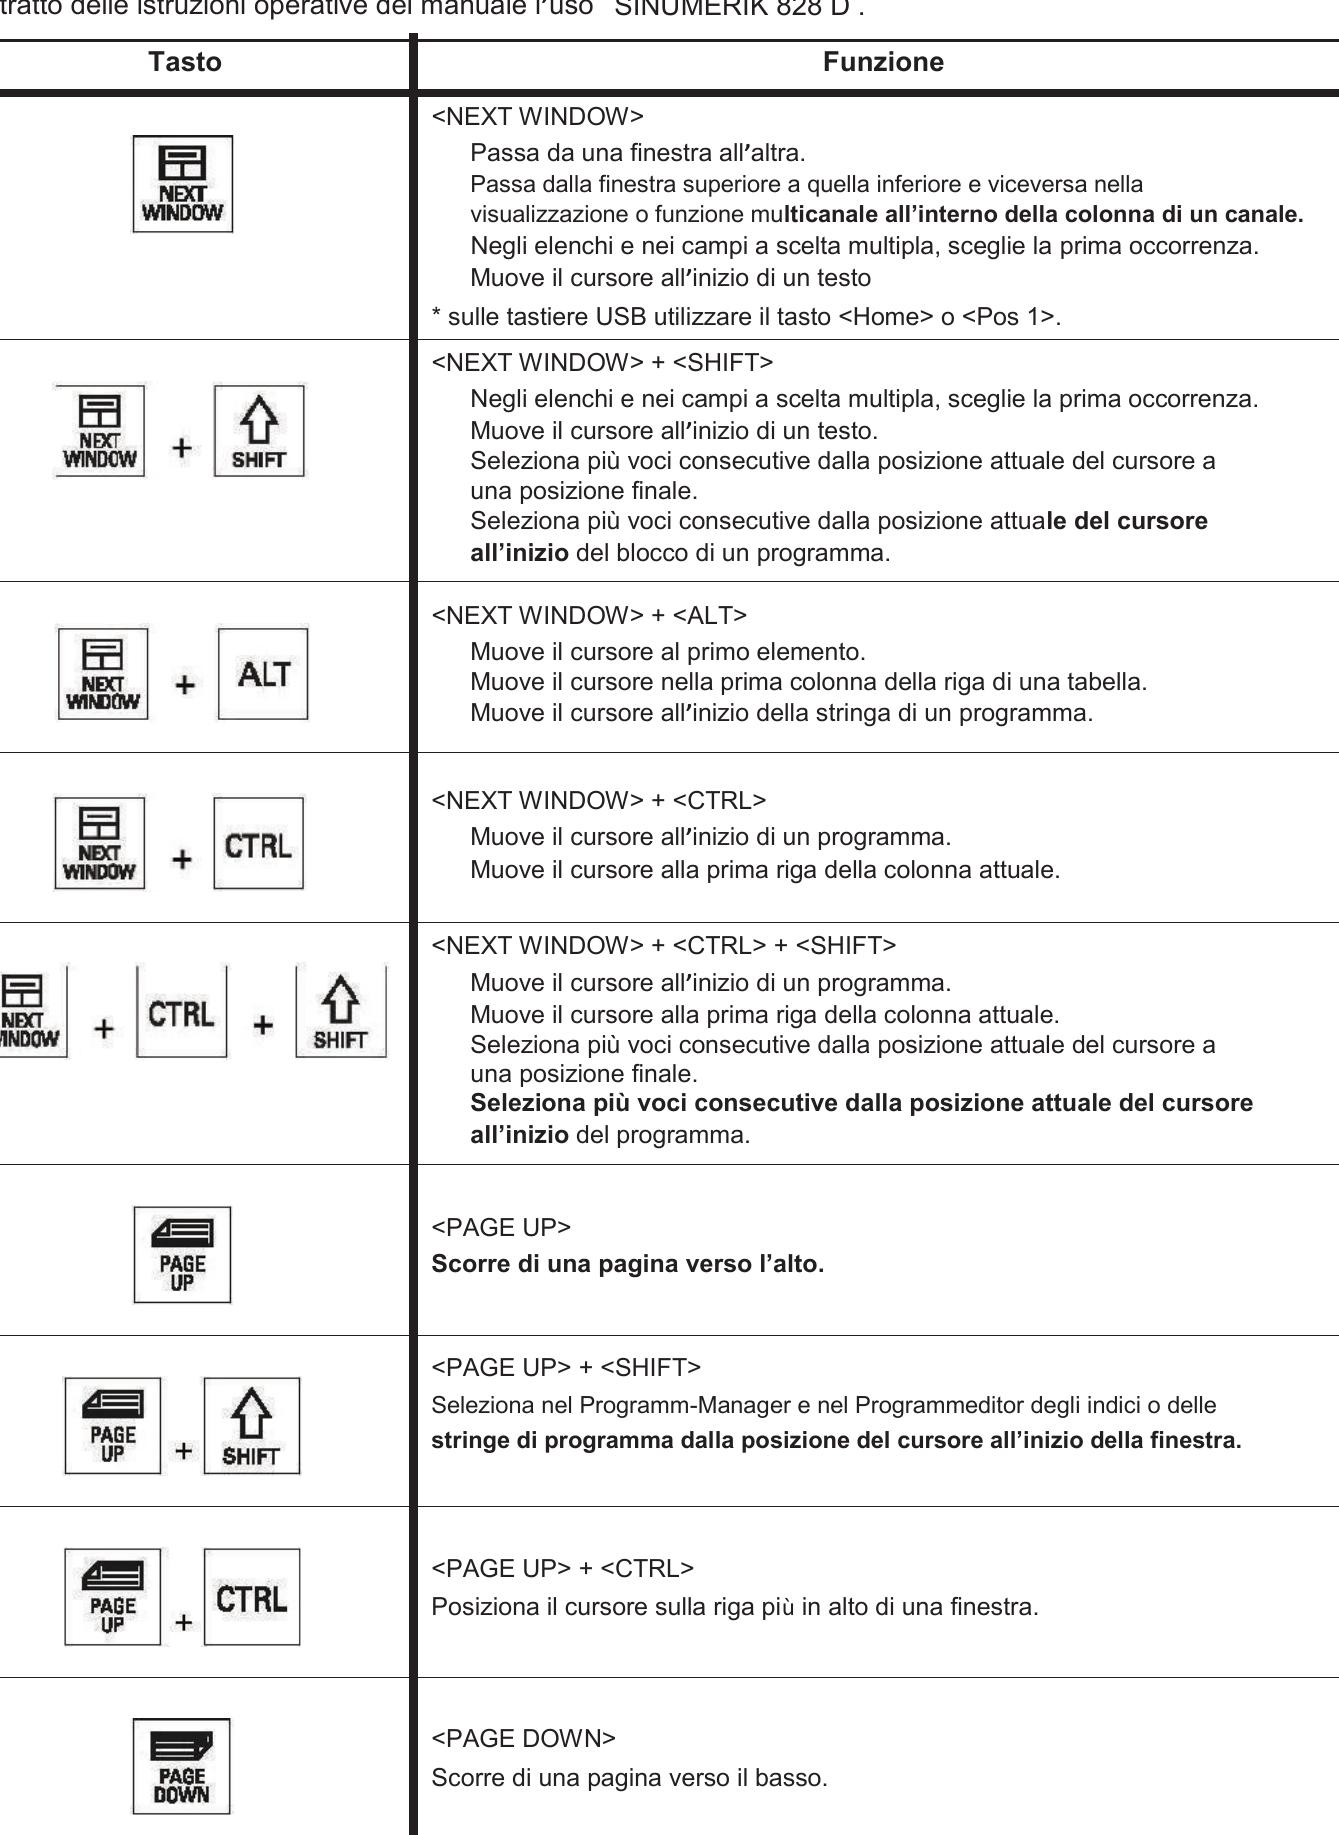 tratto delle istruzioni operative del manuale l'uso SINUMERIK 828 D .
Tasto
Funzione
NEXT
WINDOW
<NEXT WINDOW>
Passa da una finestra all'altra.
Passa dalla finestra superiore a quella inferiore e viceversa nella
visualizzazione o funzione multicanale all'interno della colonna di un canale.
Negli elenchi e nei campi a scelta multipla, sceglie la prima occorrenza.
Muove il cursore all'inizio di un testo
* sulle tastiere USB utilizzare il tasto <Home> o <Pos 1>.
NEXT
WINDOW
+
SHIFT
<NEXT WINDOW> + <SHIFT>
Negli elenchi e nei campi a scelta multipla, sceglie la prima occorrenza.
Muove il cursore all'inizio di un testo.
Seleziona più voci consecutive dalla posizione attuale del cursore a
una posizione finale.
Seleziona più voci consecutive dalla posizione attuale del cursore
all'inizio del blocco di un programma.
NEXT
WINDOW
+
ALT
<NEXT WINDOW> + <ALT>
Muove il cursore al primo elemento.
Muove il cursore nella prima colonna della riga di una tabella.
Muove il cursore all'inizio della stringa di un programma.
NEXT
WINDOW
+
CTRL
<NEXT WINDOW> + <CTRL>
Muove il cursore all'inizio di un programma.
Muove il cursore alla prima riga della colonna attuale.
NEXT
INDOW
+
CTRL
+
SHIFT
<NEXT WINDOW> + <CTRL> + <SHIFT>
Muove il cursore all'inizio di un programma.
Muove il cursore alla prima riga della colonna attuale.
Seleziona più voci consecutive dalla posizione attuale del cursore a
una posizione finale.
Seleziona più voci consecutive dalla posizione attuale del cursore
all'inizio del programma.
PAGE
UP
<PAGE UP>
Scorre di una pagina verso l'alto.
PAGE
UP
+
SHIFT
<PAGE UP> + <SHIFT>
Seleziona nel Programm-Manager e nel Programmeditor degli indici o delle
stringe di programma dalla posizione del cursore all'inizio della finestra.
PAGE
UP
+
CTRL
<PAGE UP> + <CTRL>
Posiziona il cursore sulla riga più in alto di una finestra.
PAGE
DOWN
<PAGE DOWN>
Scorre di una pagina verso il basso.